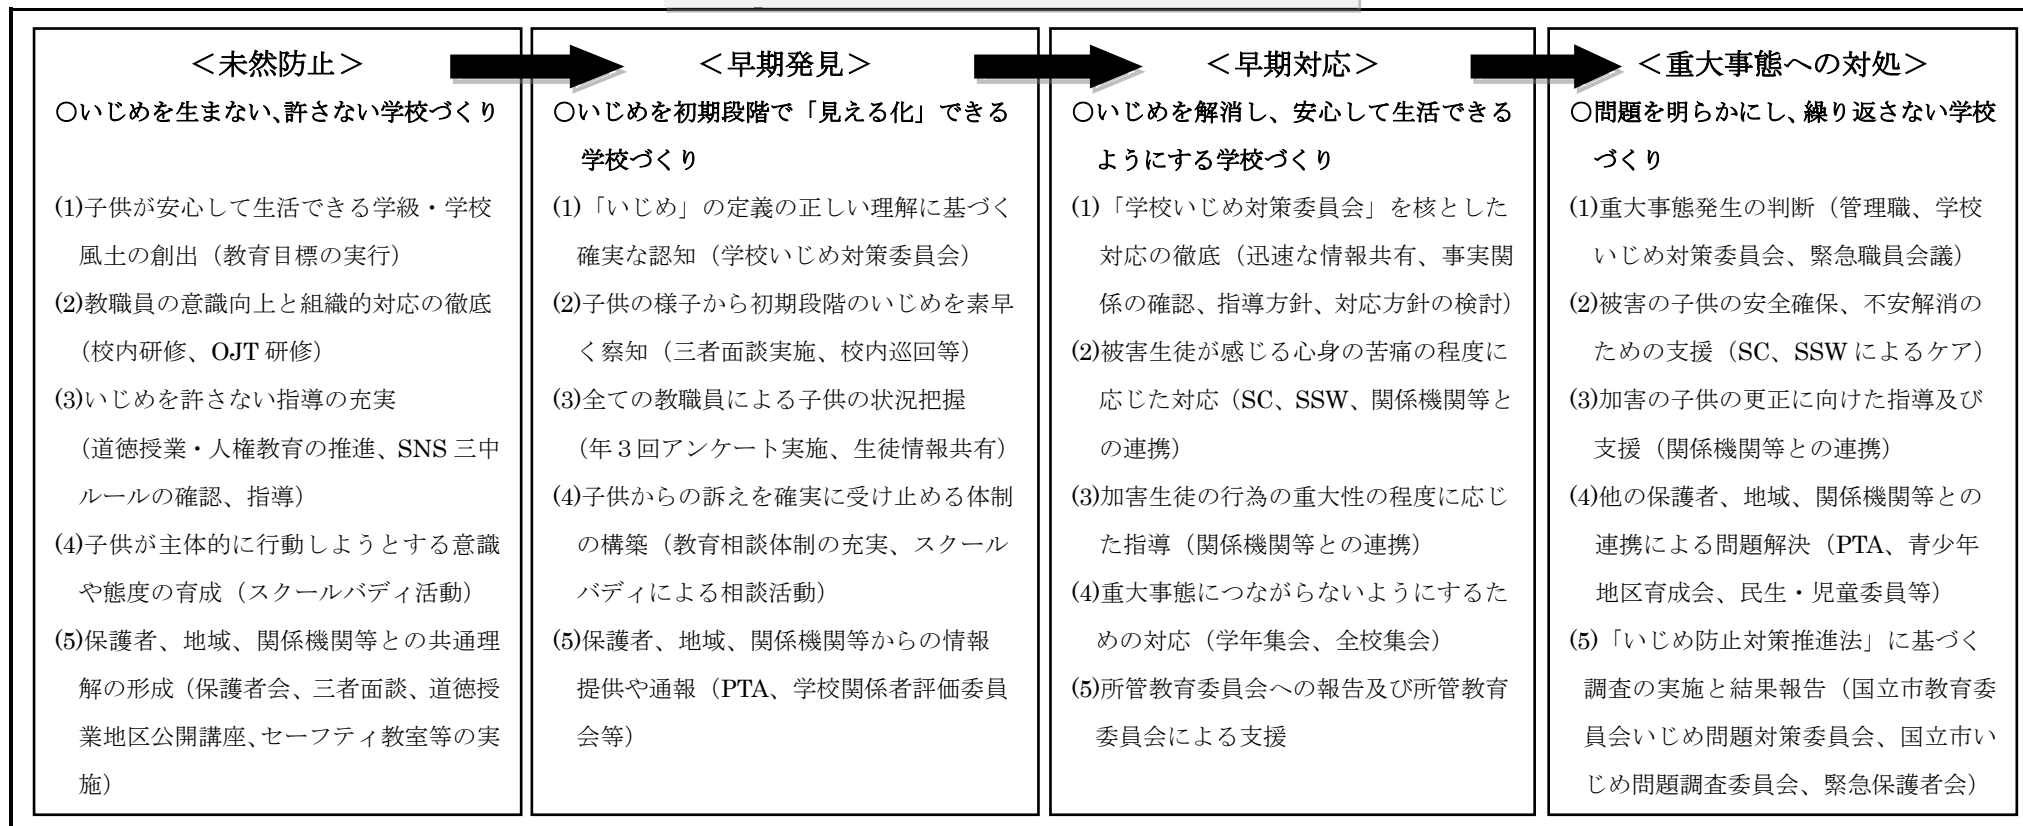 ＜未然防止＞
○いじめを生まない、許さない学校づくり
(1)子供が安心して生活できる学級・学校
風土の創出（教育目標の実行）
(2)教職員の意識向上と組織的対応の徹底
（校内研修、OJT 研修）
(3)いじめを許さない指導の充実
（道徳授業・人権教育の推進、SNS 三中
ルールの確認、指導）
(4)子供が主体的に行動しようとする意識
や態度の育成（スクールバディ活動）
(5)保護者、地域、関係機関等との共通理
解の形成（保護者会、三者面談、道徳授
業地区公開講座、セーフティ教室等の実
施）
＜早期発見＞
○いじめを初期段階で「見える化」できる
学校づくり
(1)「いじめ」の定義の正しい理解に基づく
確実な認知（学校いじめ対策委員会）
(2)子供の様子から初期段階のいじめを素早
く察知（三者面談実施、校内巡回等）
(3)全ての教職員による子供の状況把握
（年３回アンケート実施、生徒情報共有）
(4)子供からの訴えを確実に受け止める体制
の構築（教育相談体制の充実、スクール
バディによる相談活動）
(5)保護者、地域、関係機関等からの情報
提供や通報（PTA、学校関係者評価委員
会等）
＜早期対応＞
○いじめを解消し、安心して生活できる
ようにする学校づくり
(1)「学校いじめ対策委員会」を核とした
対応の徹底（迅速な情報共有、事実関
係の確認、指導方針、対応方針の検討）
(2)被害生徒が感じる心身の苦痛の程度に
応じた対応（SC、SSW、関係機関等と
の連携）
(3)加害生徒の行為の重大性の程度に応じ
た指導（関係機関等との連携）
(4)重大事態につながらないようにするた
めの対応（学年集会、全校集会）
(5)所管教育委員会への報告及び所管教育
委員会による支援
＜重大事態への対処＞
○問題を明らかにし、繰り返さない学校
づくり
(1)重大事態発生の判断（管理職、学校
いじめ対策委員会、緊急職員会議）
(2)被害の子供の安全確保、不安解消の
ための支援（SC、SSW によるケア）
(3)加害の子供の更正に向けた指導及び
支援（関係機関等との連携）
(4)他の保護者、地域、関係機関等との
連携による問題解決（PTA、青少年
地区育成会、民生・児童委員等）
(5)「いじめ防止対策推進法」に基づく
調査の実施と結果報告（国立市教育委
員会いじめ問題対策委員会、国立市い
じめ問題調査委員会、緊急保護者会）